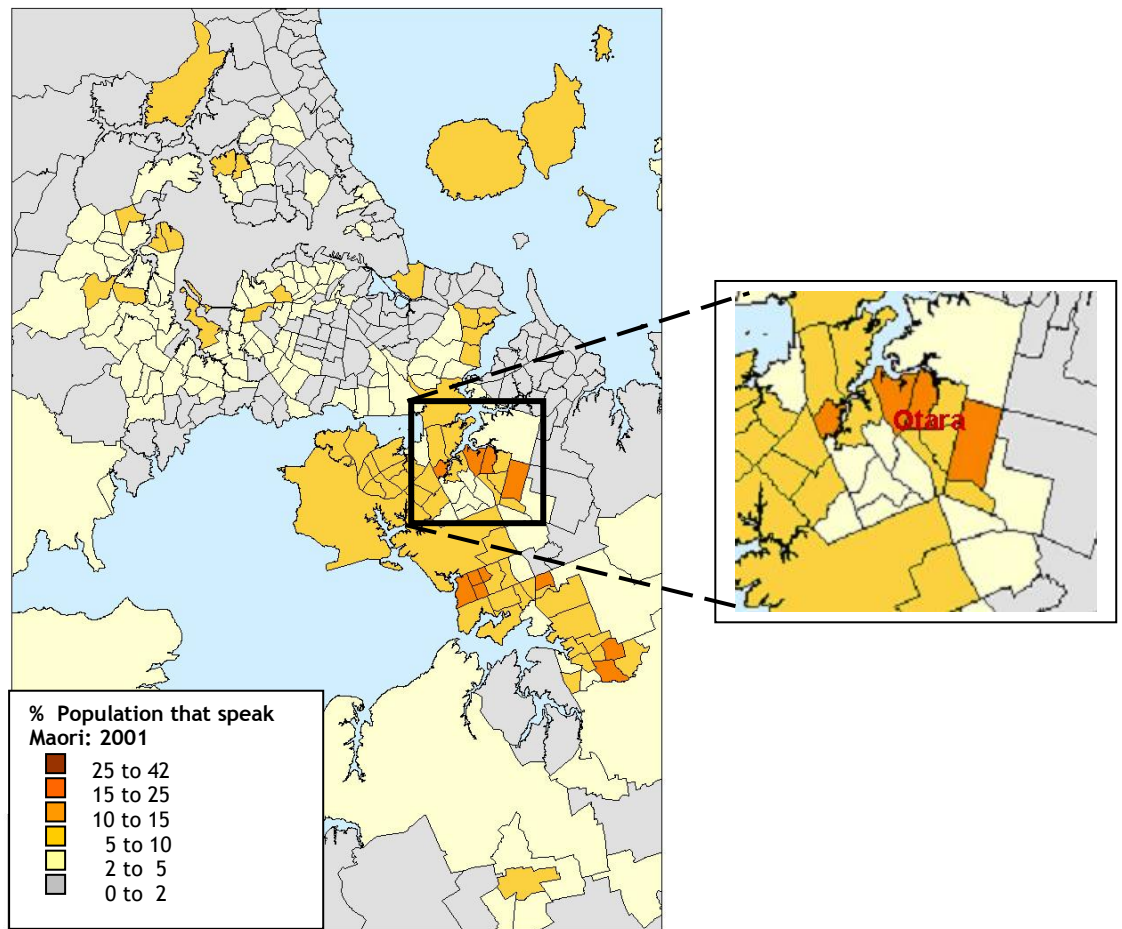 Otara
% Population that speak
Maori: 2001
25 to 42
15 to 25
10 to 15
5 to 10
2 to 5
0 to 2